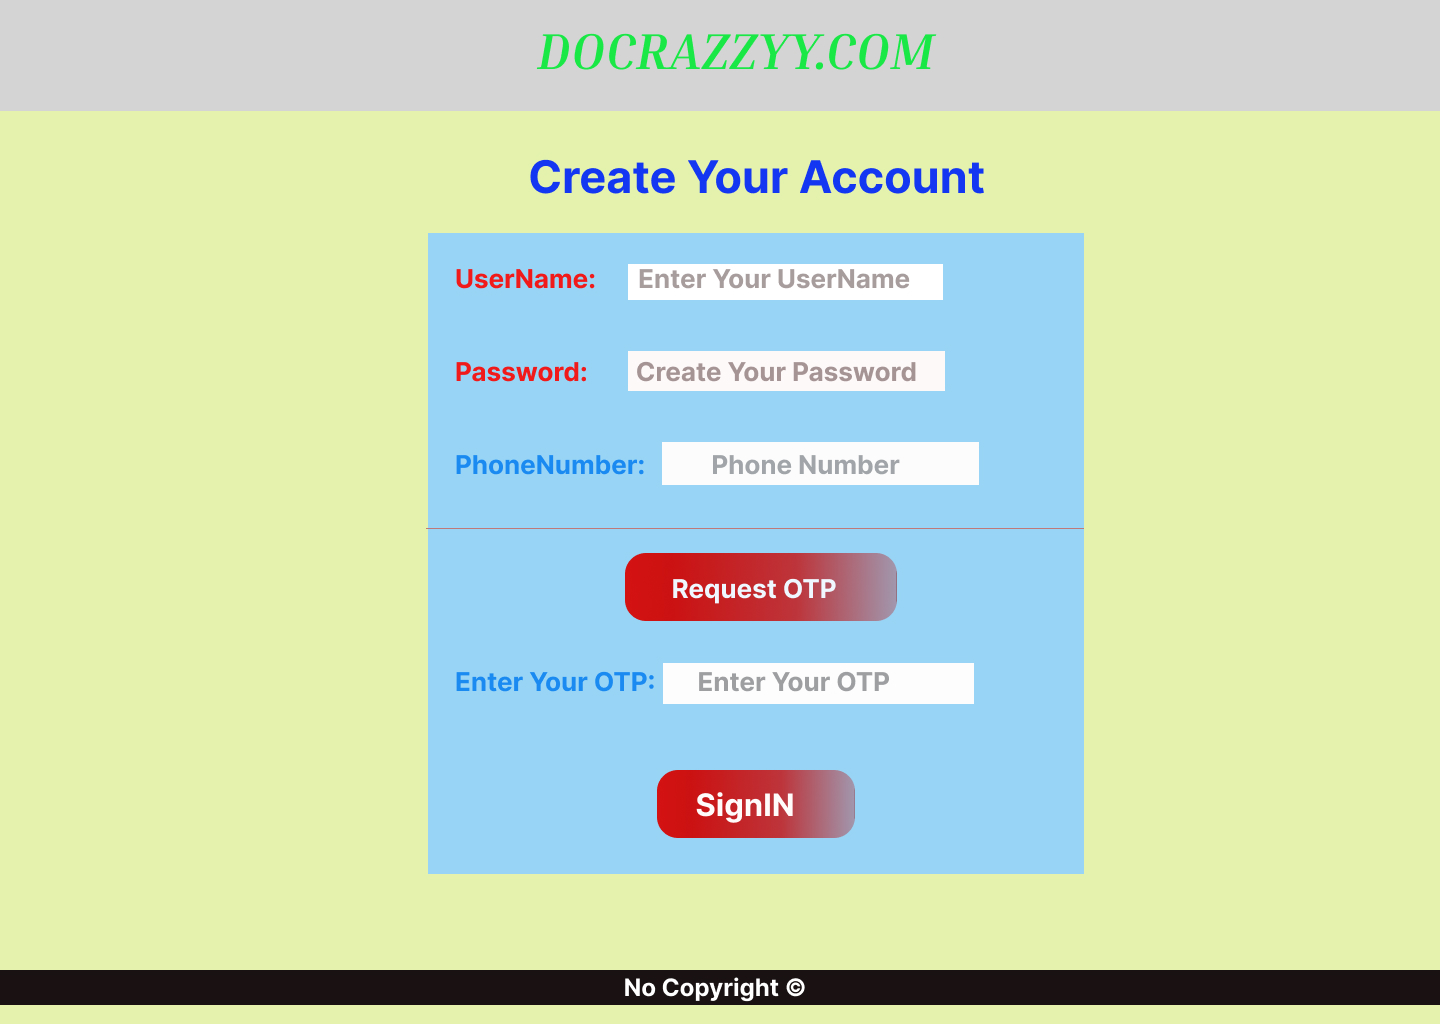 DOCRAZZYY.COM
Create Your Account
UserName: Enter Your UserName
Password: Create Your Password
PhoneNumber: Phone Number
Request OTP
Enter Your OTP: Enter Your OTP
SignIN
No Copyright ©